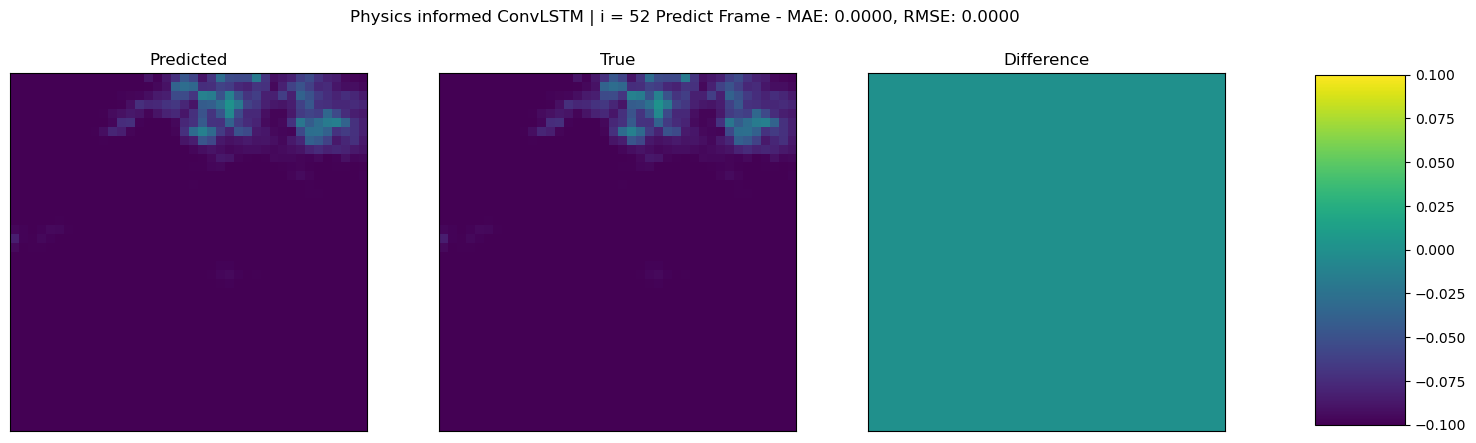 Physics informed ConvLSTM | i = 52 Predict Frame - MAE: 0.0000, RMSE: 0.0000
Predicted
True
Difference
0.100
0.075
0.050
0.025
0.000
−0.025
−0.050
−0.075
−0.100